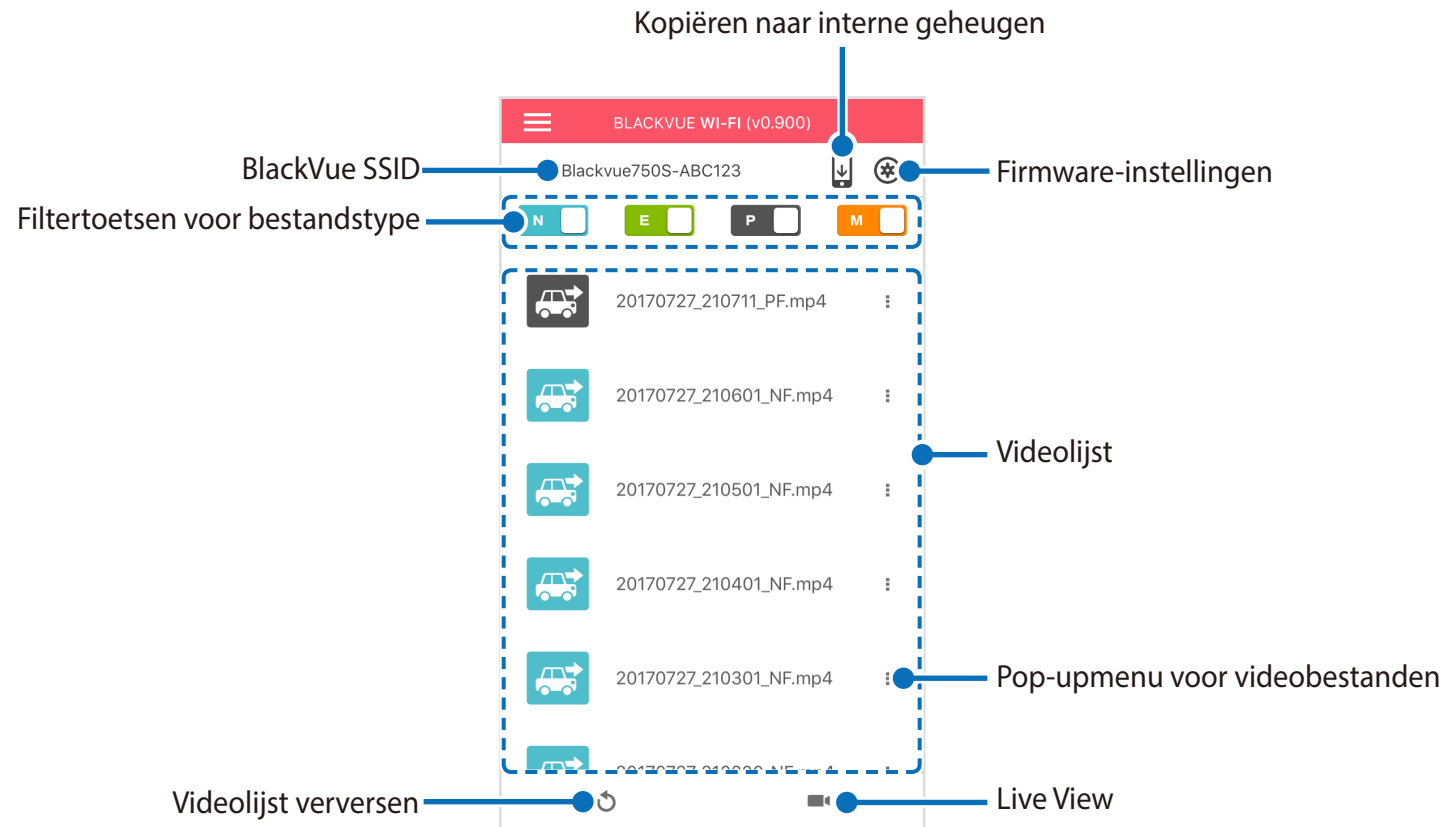 Kopiëren naar interne geheugen
BLACKVUE WI-FI (v0.900)
BlackVue SSID
Blackvue750S-ABC123
Firmware-instellingen
Filtertoetsen voor bestandstype
N E P M
20170727_210711_PF.mp4
20170727_210601_NF.mp4
Videolijst
20170727_210501_NF.mp4
20170727_210401_NF.mp4
20170727_210301_NF.mp4
Pop-upmenu voor videobestanden
Videolijst verversen
Live View